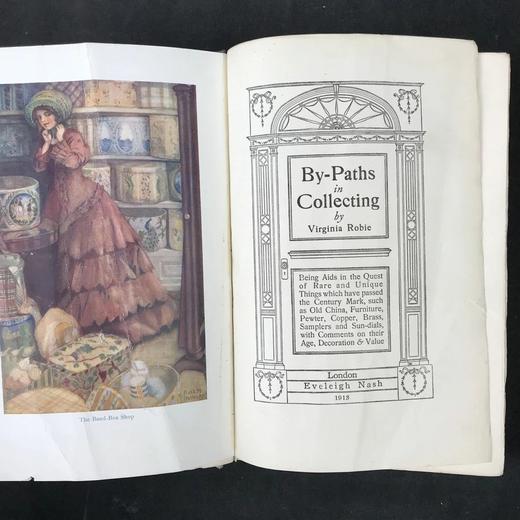 The Band-Box Shop
By-Paths
in
Collecting
by
Virginia Robie
Being Aids in the Quest
of Rare and Unique
Things which have passed
the Century Mark, such
as Old China, Furniture,
Pewter, Copper, Brass,
Samplers and Sun-dials,
with Comments on their
Age, Decoration & Value
London
Eveleigh Nash
1913